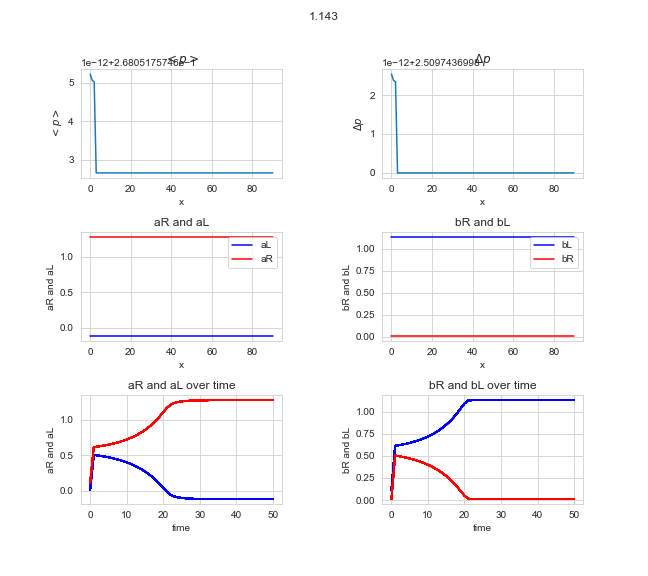 1.143
<p>
Δp
1e−12+2.6805175746e−1
1e−12+2.509743699
5
4
3
<p>
0 20 40 60 80
x
2
1
0
Δp
0 20 40 60 80
x
aR and aL
bR and bL
1.0
0.5
0.0
aR and aL
aL
aR
0 20 40 60 80
x
1.00
0.75
0.50
0.25
0.00
bR and bL
bL
bR
0 20 40 60 80
x
aR and aL over time
bR and bL over time
1.0
0.5
0.0
aR and aL
0 10 20 30 40 50
time
1.00
0.75
0.50
0.25
0.00
bR and bL
0 10 20 30 40 50
time